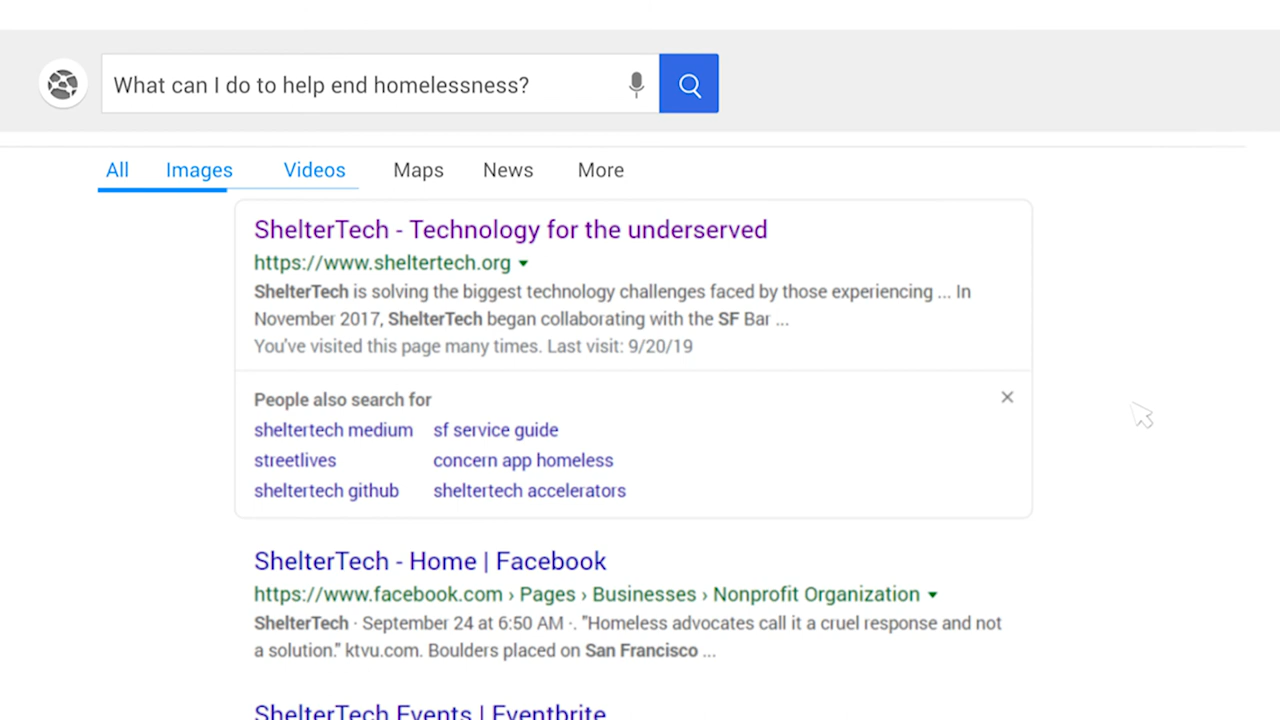 What can I do to help end homelessness?
All Images Videos Maps News More
ShelterTech - Technology for the underserved
https://www.sheltertech.org
ShelterTech is solving the biggest technology challenges faced by those experiencing ... In
November 2017, ShelterTech began collaborating with the SF Bar ...
You've visited this page many times. Last visit: 9/20/19
People also search for
sheltertech medium sf service guide
streetlives concern app homeless
sheltertech github sheltertech accelerators
ShelterTech - Home | Facebook
https://www.facebook.com › Pages › Businesses › Nonprofit Organization
ShelterTech · September 24 at 6:50 AM ·. "Homeless advocates call it a cruel response and not
a solution." ktvu.com. Boulders placed on San Francisco ...
ShelterTech Events | Eventbrite